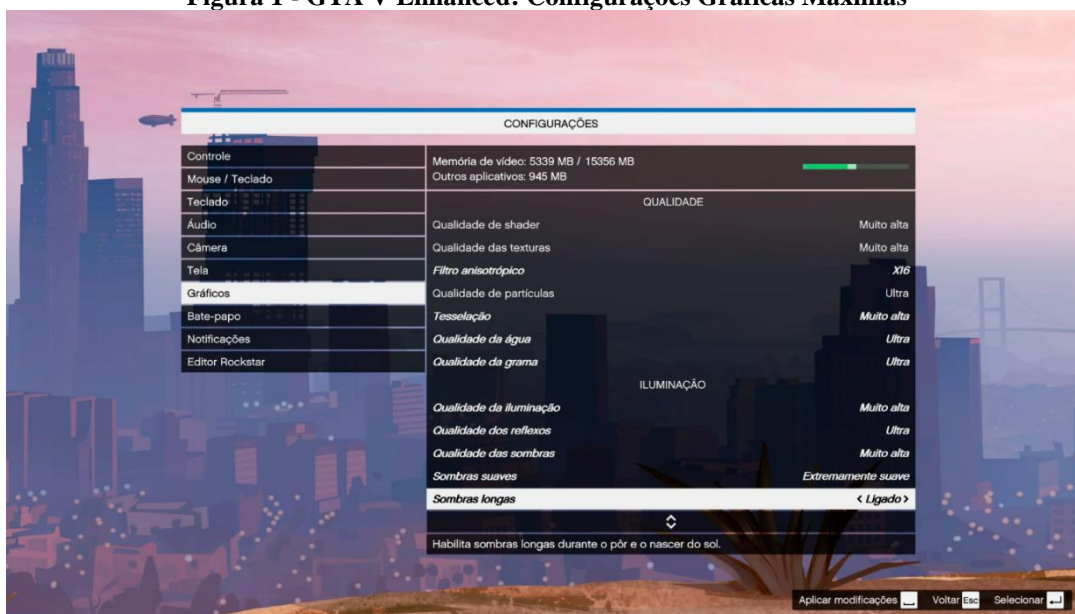 Figura 1 - GTA V Enhanced: Configurações Gráficas Máximas
CONFIGURAÇÕES
Controle
Mouse / Teclado
Teclado
Áudio
Câmera
Tela
Gráficos
Bate-papo
Notificações
Editor Rockstar
Memória de vídeo: 5339 MB / 15356 MB
Outros aplicativos: 945 MB
QUALIDADE
Qualidade de shader Muito alta
Qualidade das texturas Muito alta
Filtro anisotrópico X16
Qualidade de partículas Ultra
Tesselação Muito alta
Qualidade da água Ultra
Qualidade da grama Ultra
ILUMINAÇÃO
Qualidade da iluminação Muito alta
Qualidade dos reflexos Ultra
Qualidade das sombras Muito alta
Sombras suaves Extremamente suave
Sombras longas < Ligado >
Habilita sombras longas durante o pôr e o nascer do sol.
Aplicar modificações Voltar Esc Selecionar